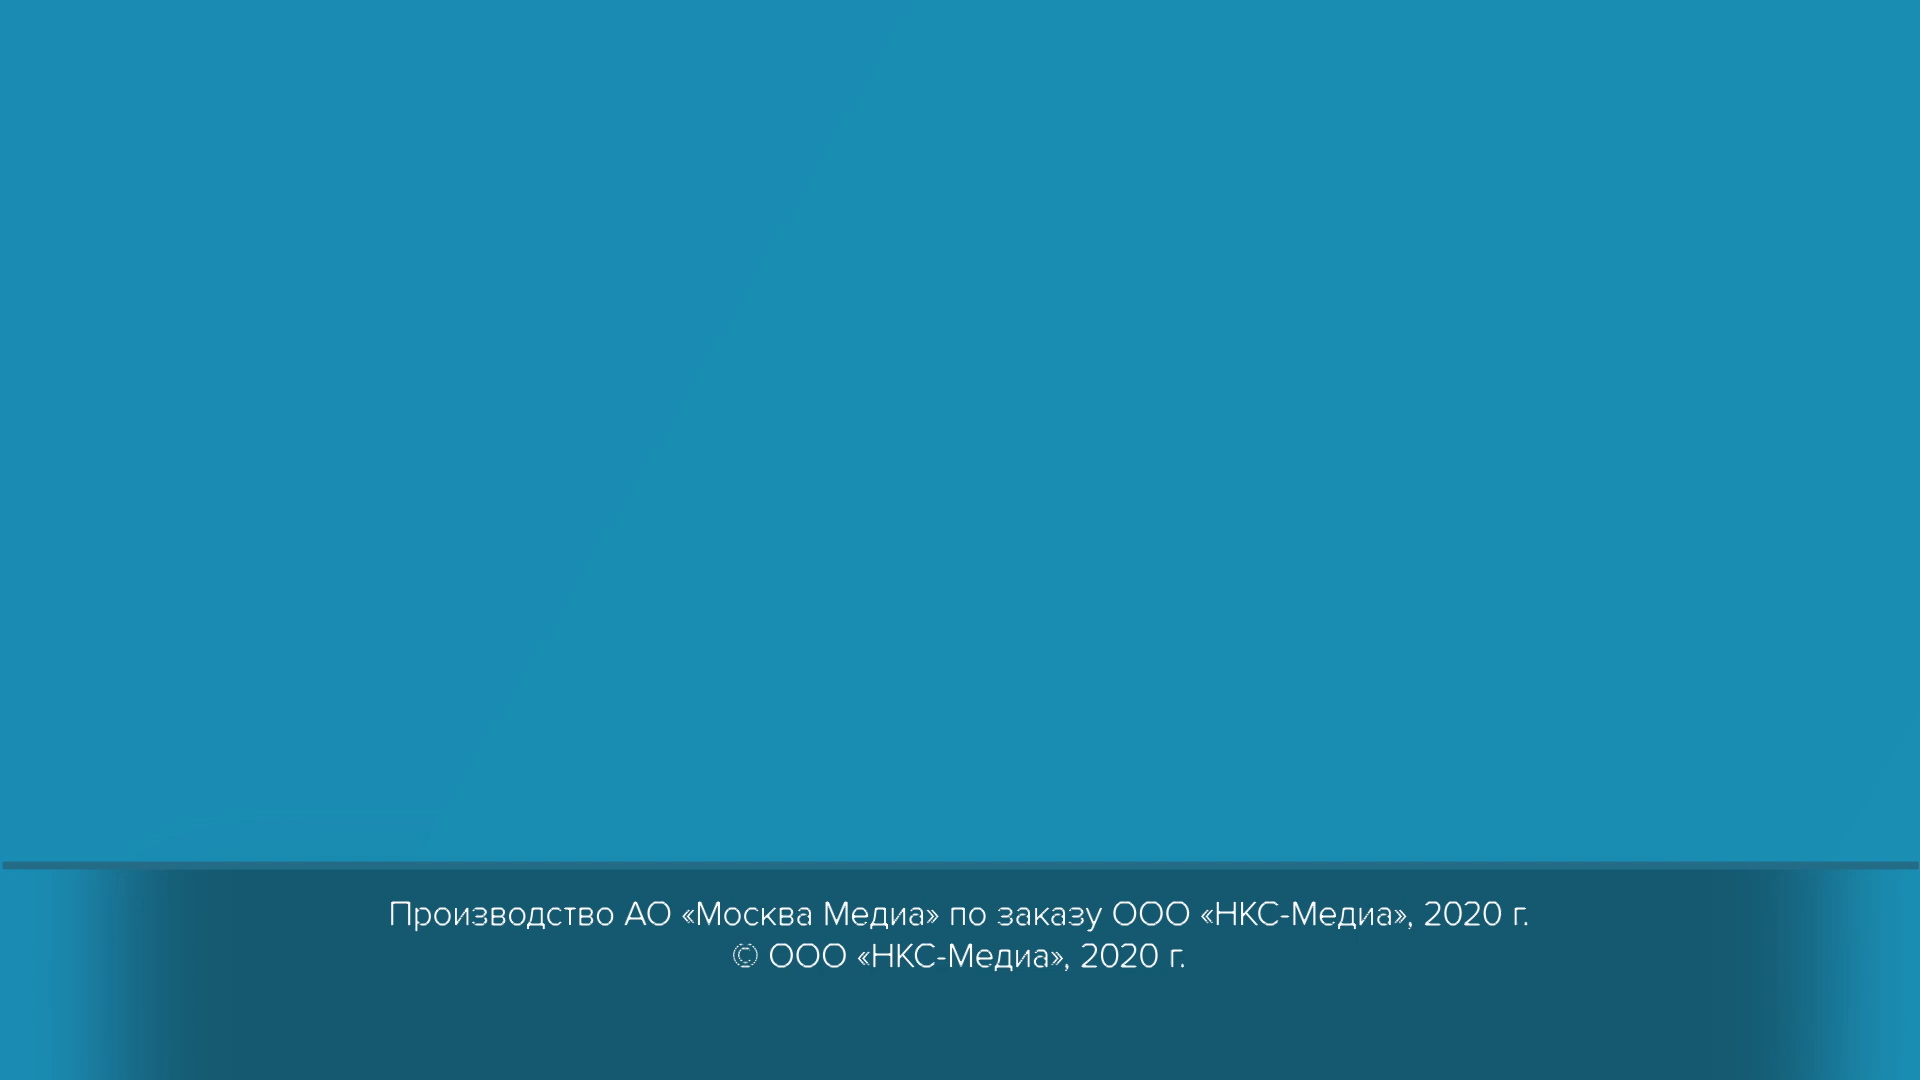 Производство АО «Москва Медиа» по заказу ООО «НКС-Медиа», 2020 г.
© ООО «НКС-Медиа», 2020 г.